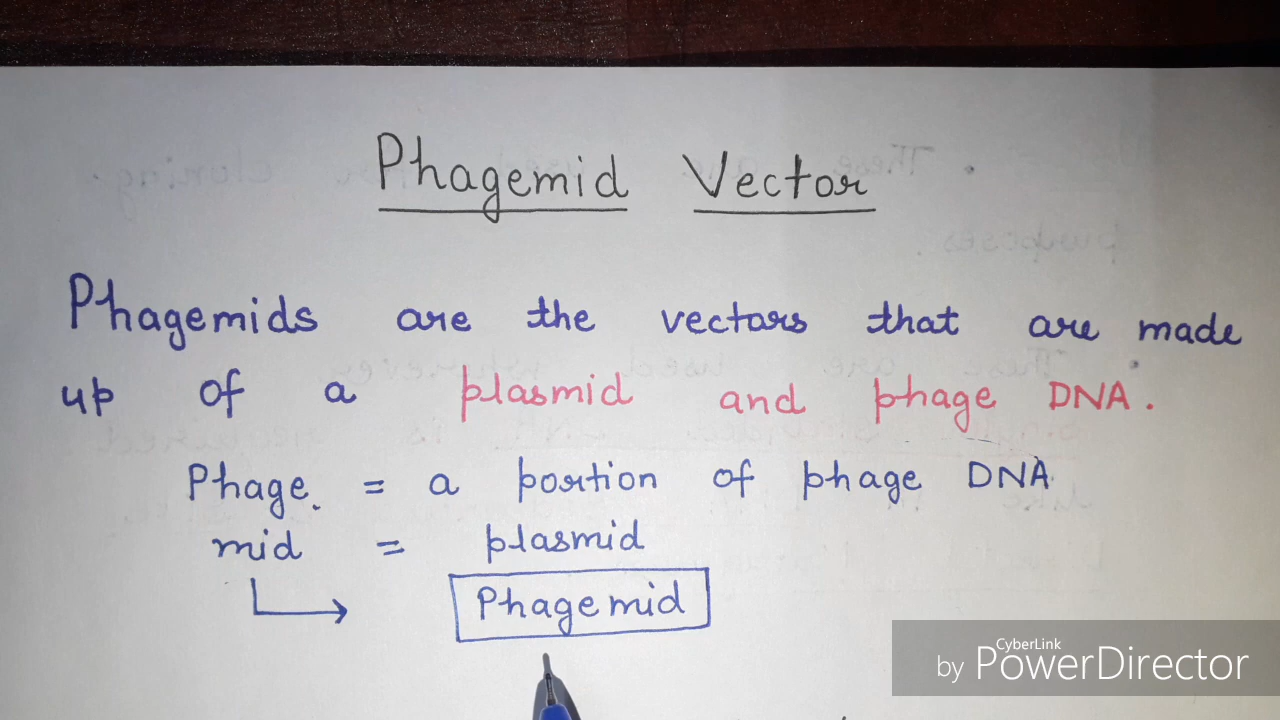 Phagemid Vector
Phagemids are the vectors that are made
up of a plasmid and phage DNA.
Phage = a portion of phage DNA
mid = plasmid
Phagemid
CyberLink
by PowerDirector